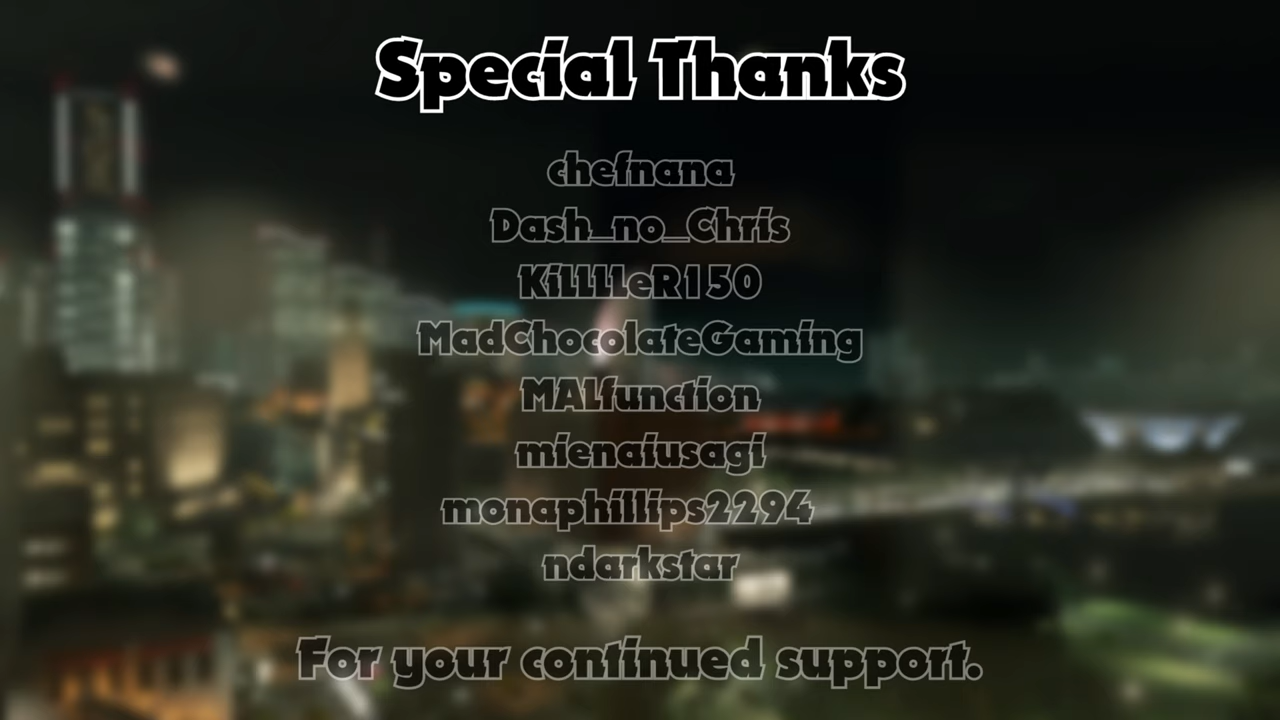 Special Thanks
chefnana
Dash_no_Chris
KiLLLLeR150
MadChocolateGaming
MALfunction
mienaiusagi
monaphillips2294
ndarkstar
For your continued support.